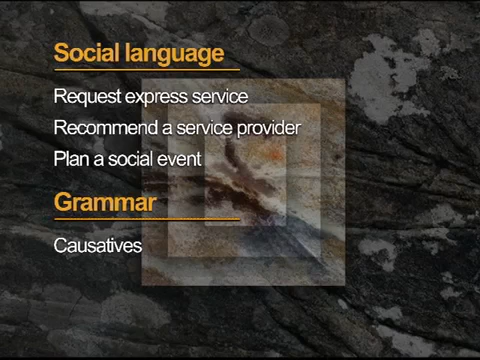 Social language
Request express service
Recommend a service provider
Plan a social event
Grammar
Causatives